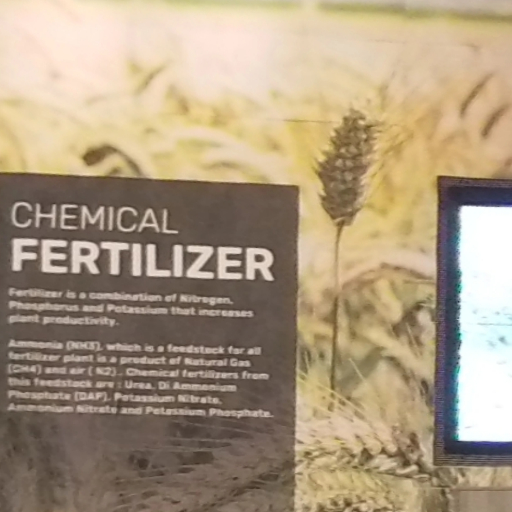 CHEMICAL
FERTILIZER
Fertilizer is a combination of Nitrogen,
Phosphorus and Potassium that increases
plant productivity.
Ammonia (NH3), which is a feedstock for all
fertilizer plant is a product of Natural Gas
(CH4) and air ( N2) . Chemical fertilizers from
this feedstock are : Urea, Di Ammonium
Phosphate (DAP), Potassium Nitrate,
Ammonium Nitrate and Potassium Phosphate.